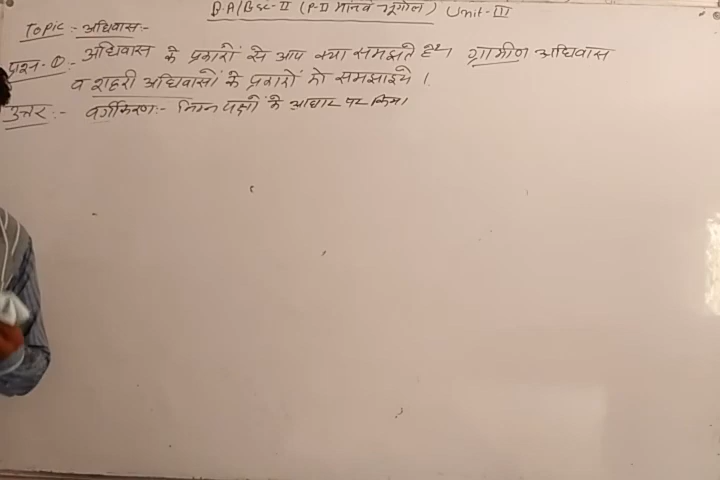 B.A/BSc-II (P-II मानव भूगोल) Unit-III
Topic :- अधिवास:-
प्रश्न-①:- अधिवास के प्रकारों से आप क्या समझते हैं। ग्रामीण अधिवास
व शहरी अधिवासों के प्रकारों को समझाइये।
उत्तर:- वर्गीकरण:- निम्न पक्षों के आधार पर किया।